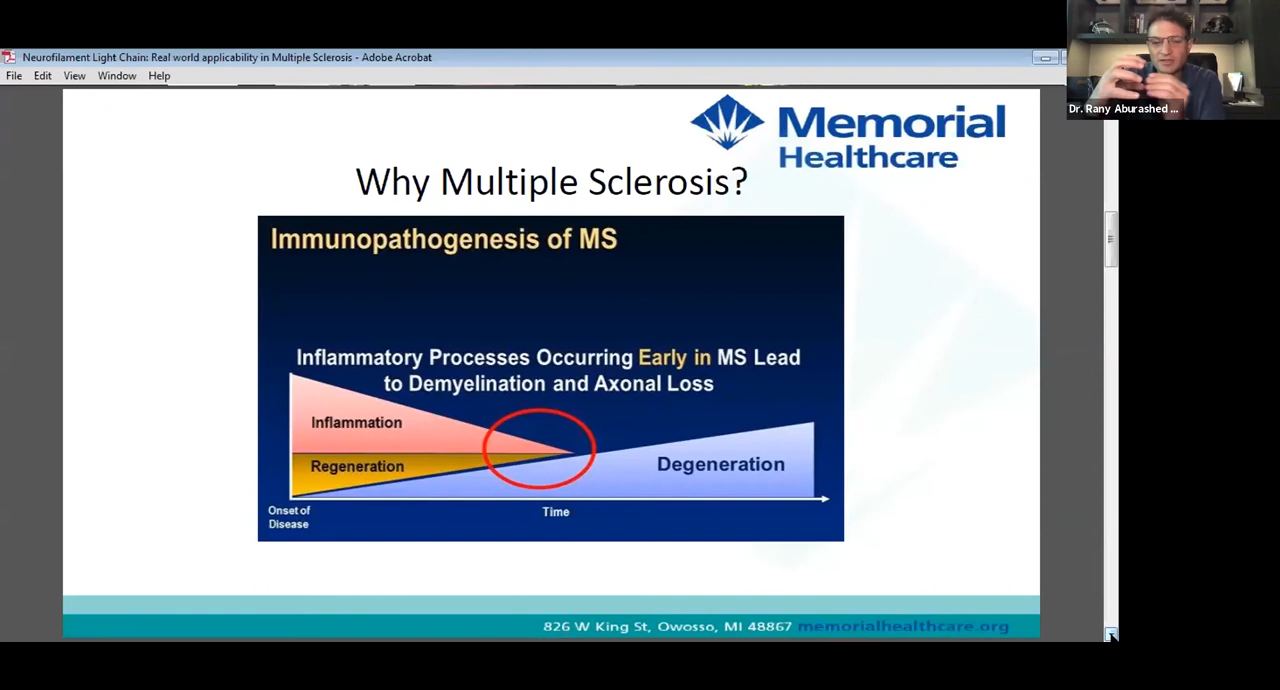 Neurofilament Light Chain: Real world applicability in Multiple Sclerosis - Adobe Acrobat
File Edit View Window Help
Dr. Rany Aburashed ...
Memorial
Healthcare
Why Multiple Sclerosis?
Immunopathogenesis of MS
Inflammatory Processes Occurring Early in MS Lead
to Demyelination and Axonal Loss
Inflammation
Regeneration
Degeneration
Onset of
Disease
Time
826 W King St, Owosso, MI 48867 memorialhealthcare.org